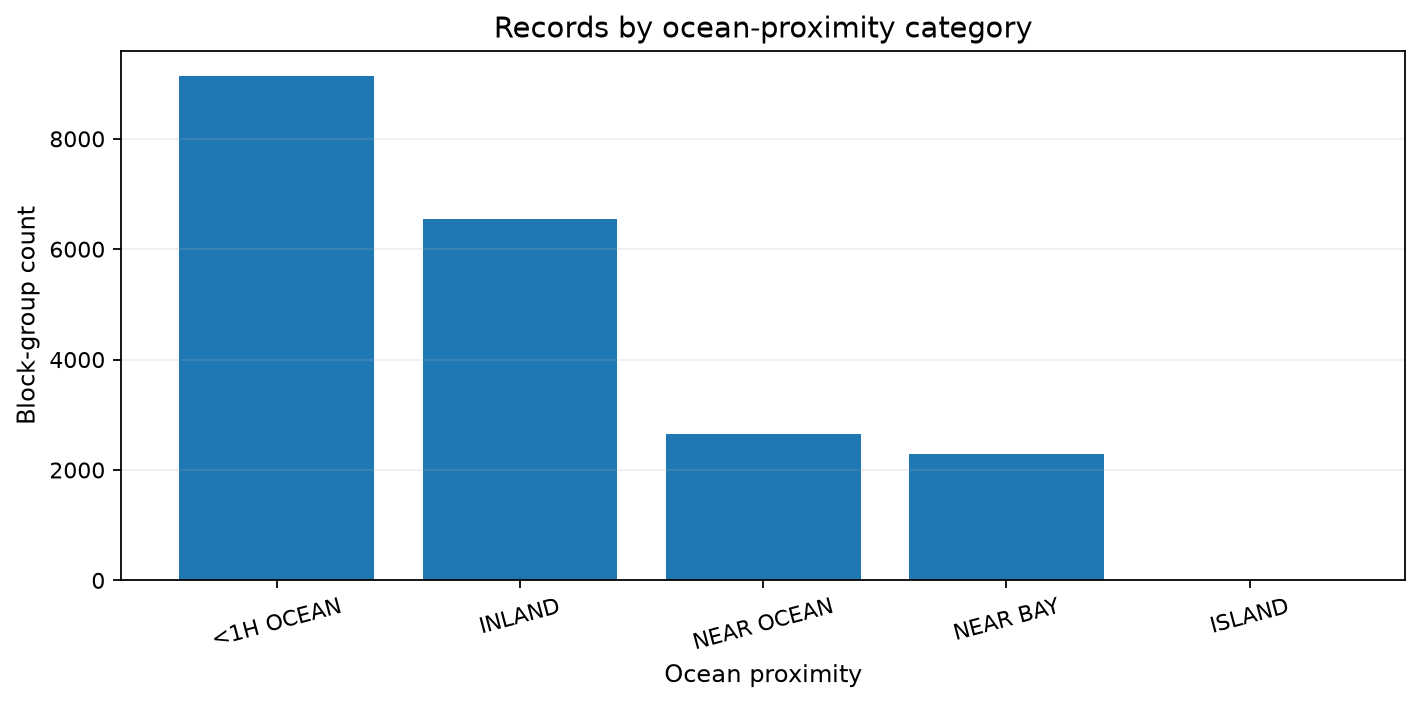 Records by ocean-proximity category
Block-group count
8000
6000
4000
2000
0
<1H OCEAN
INLAND
NEAR OCEAN
NEAR BAY
ISLAND
Ocean proximity